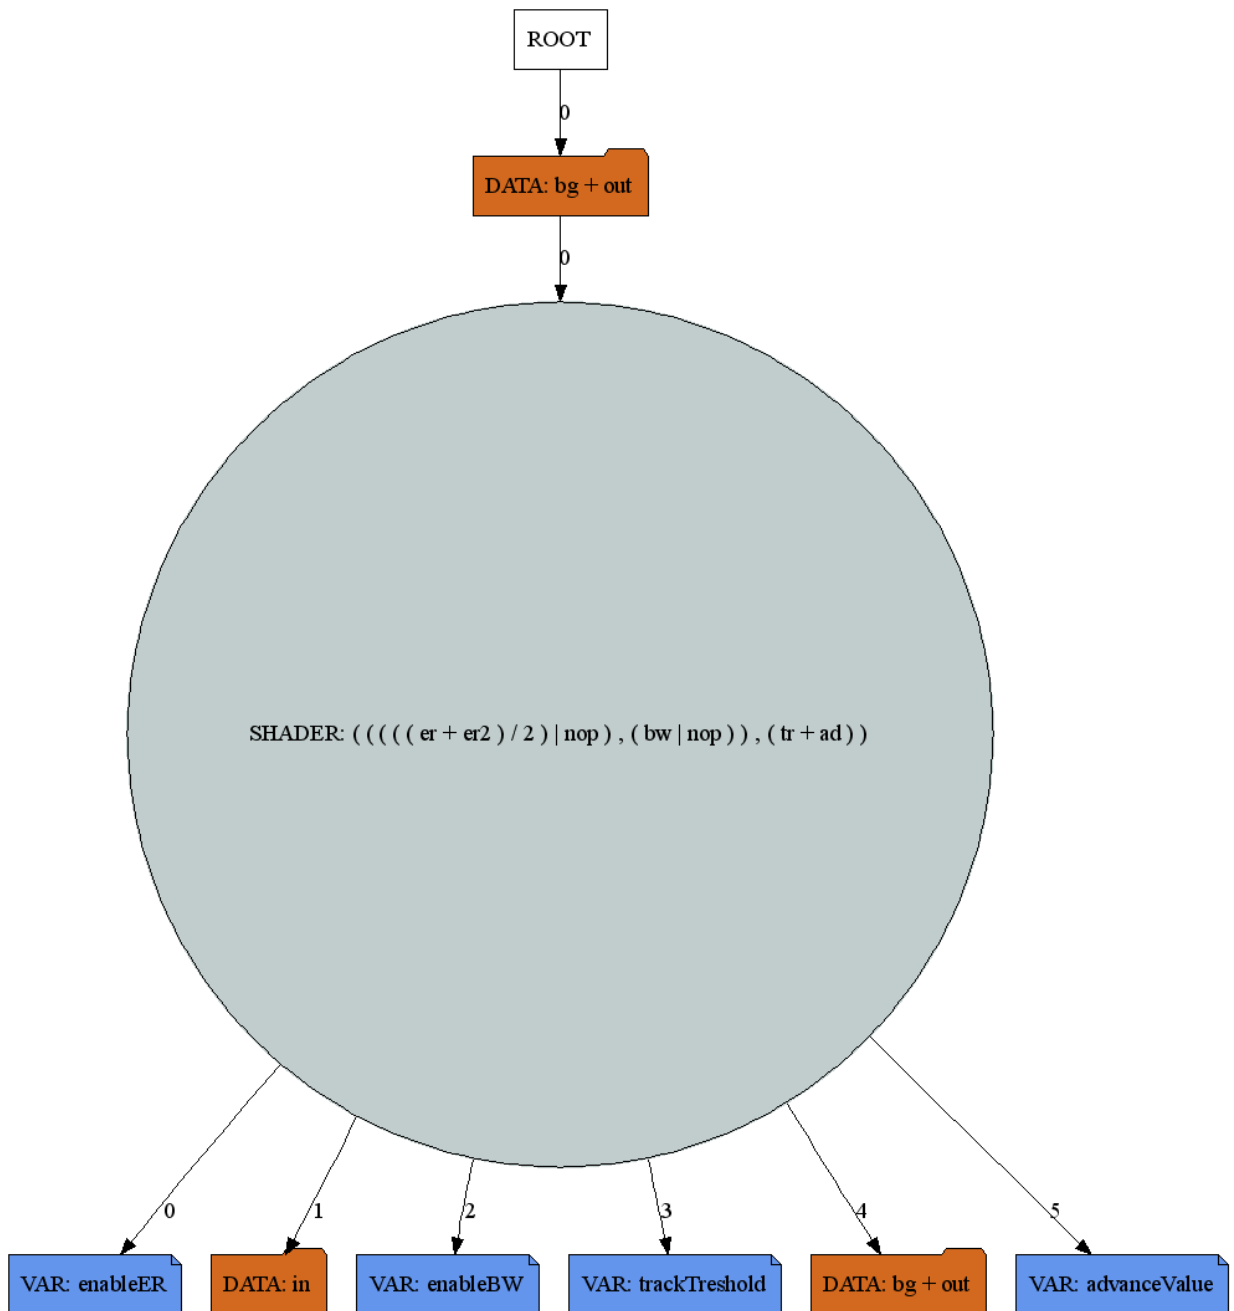 ROOT
0
DATA: bg + out
0
SHADER: ( ( ( ( ( er + er2 ) / 2 ) | nop ) , ( bw | nop ) ) , ( tr + ad ) )
0 1 2 3 4 5
VAR: enableER DATA: in VAR: enableBW VAR: trackTreshold DATA: bg + out VAR: advanceValue